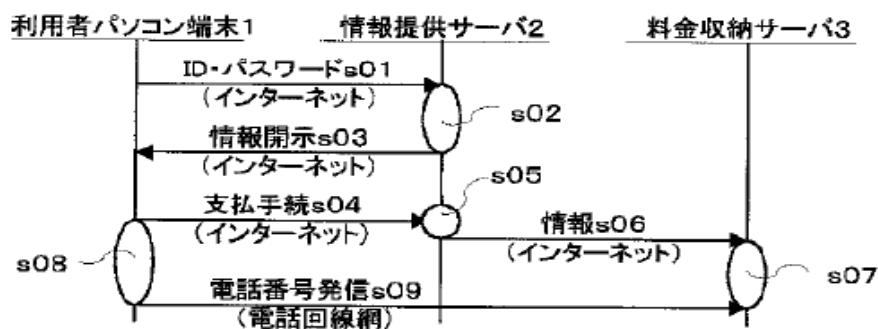 利用者パソコン端末1
情報提供サーバ2
料金収納サーバ3
ID・パスワードs01
(インターネット)
s02
情報開示s03
(インターネット)
s05
支払手続s04
(インターネット)
情報s06
(インターネット)
s08
s07
電話番号発信s09
(電話回線網)